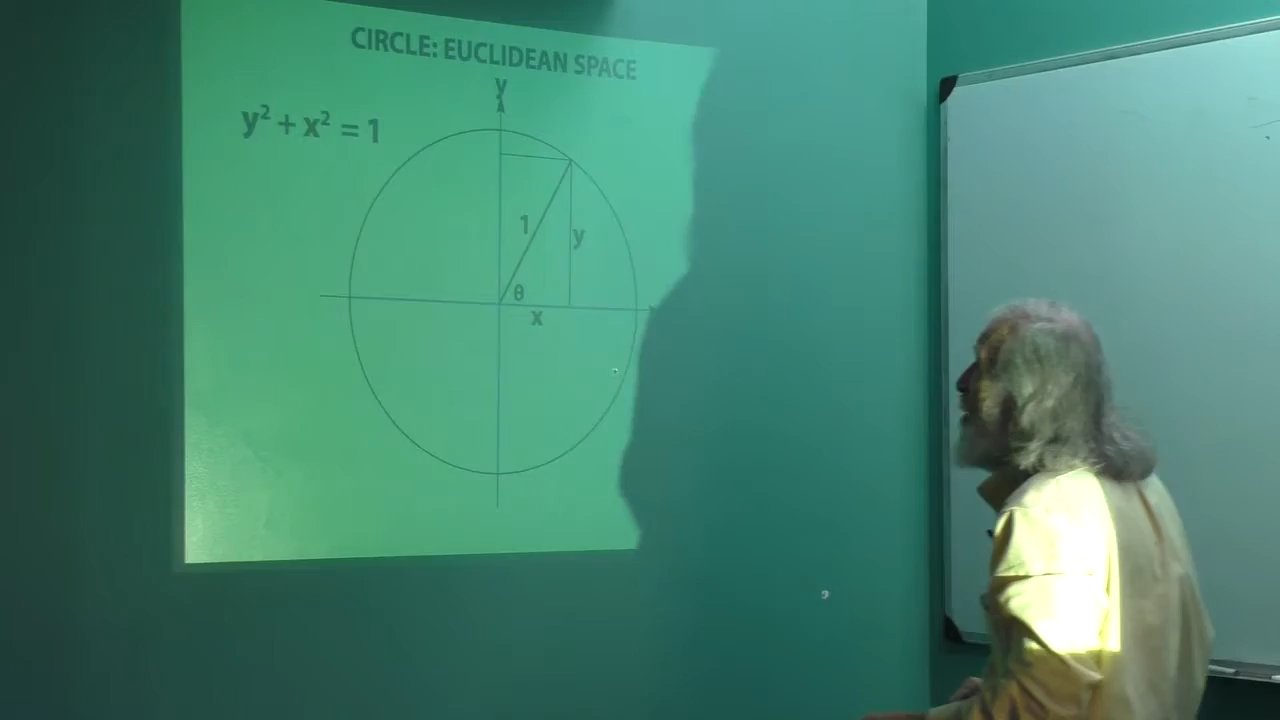 CIRCLE: EUCLIDEAN SPACE
y
y² + x² = 1
1
y
θ
x